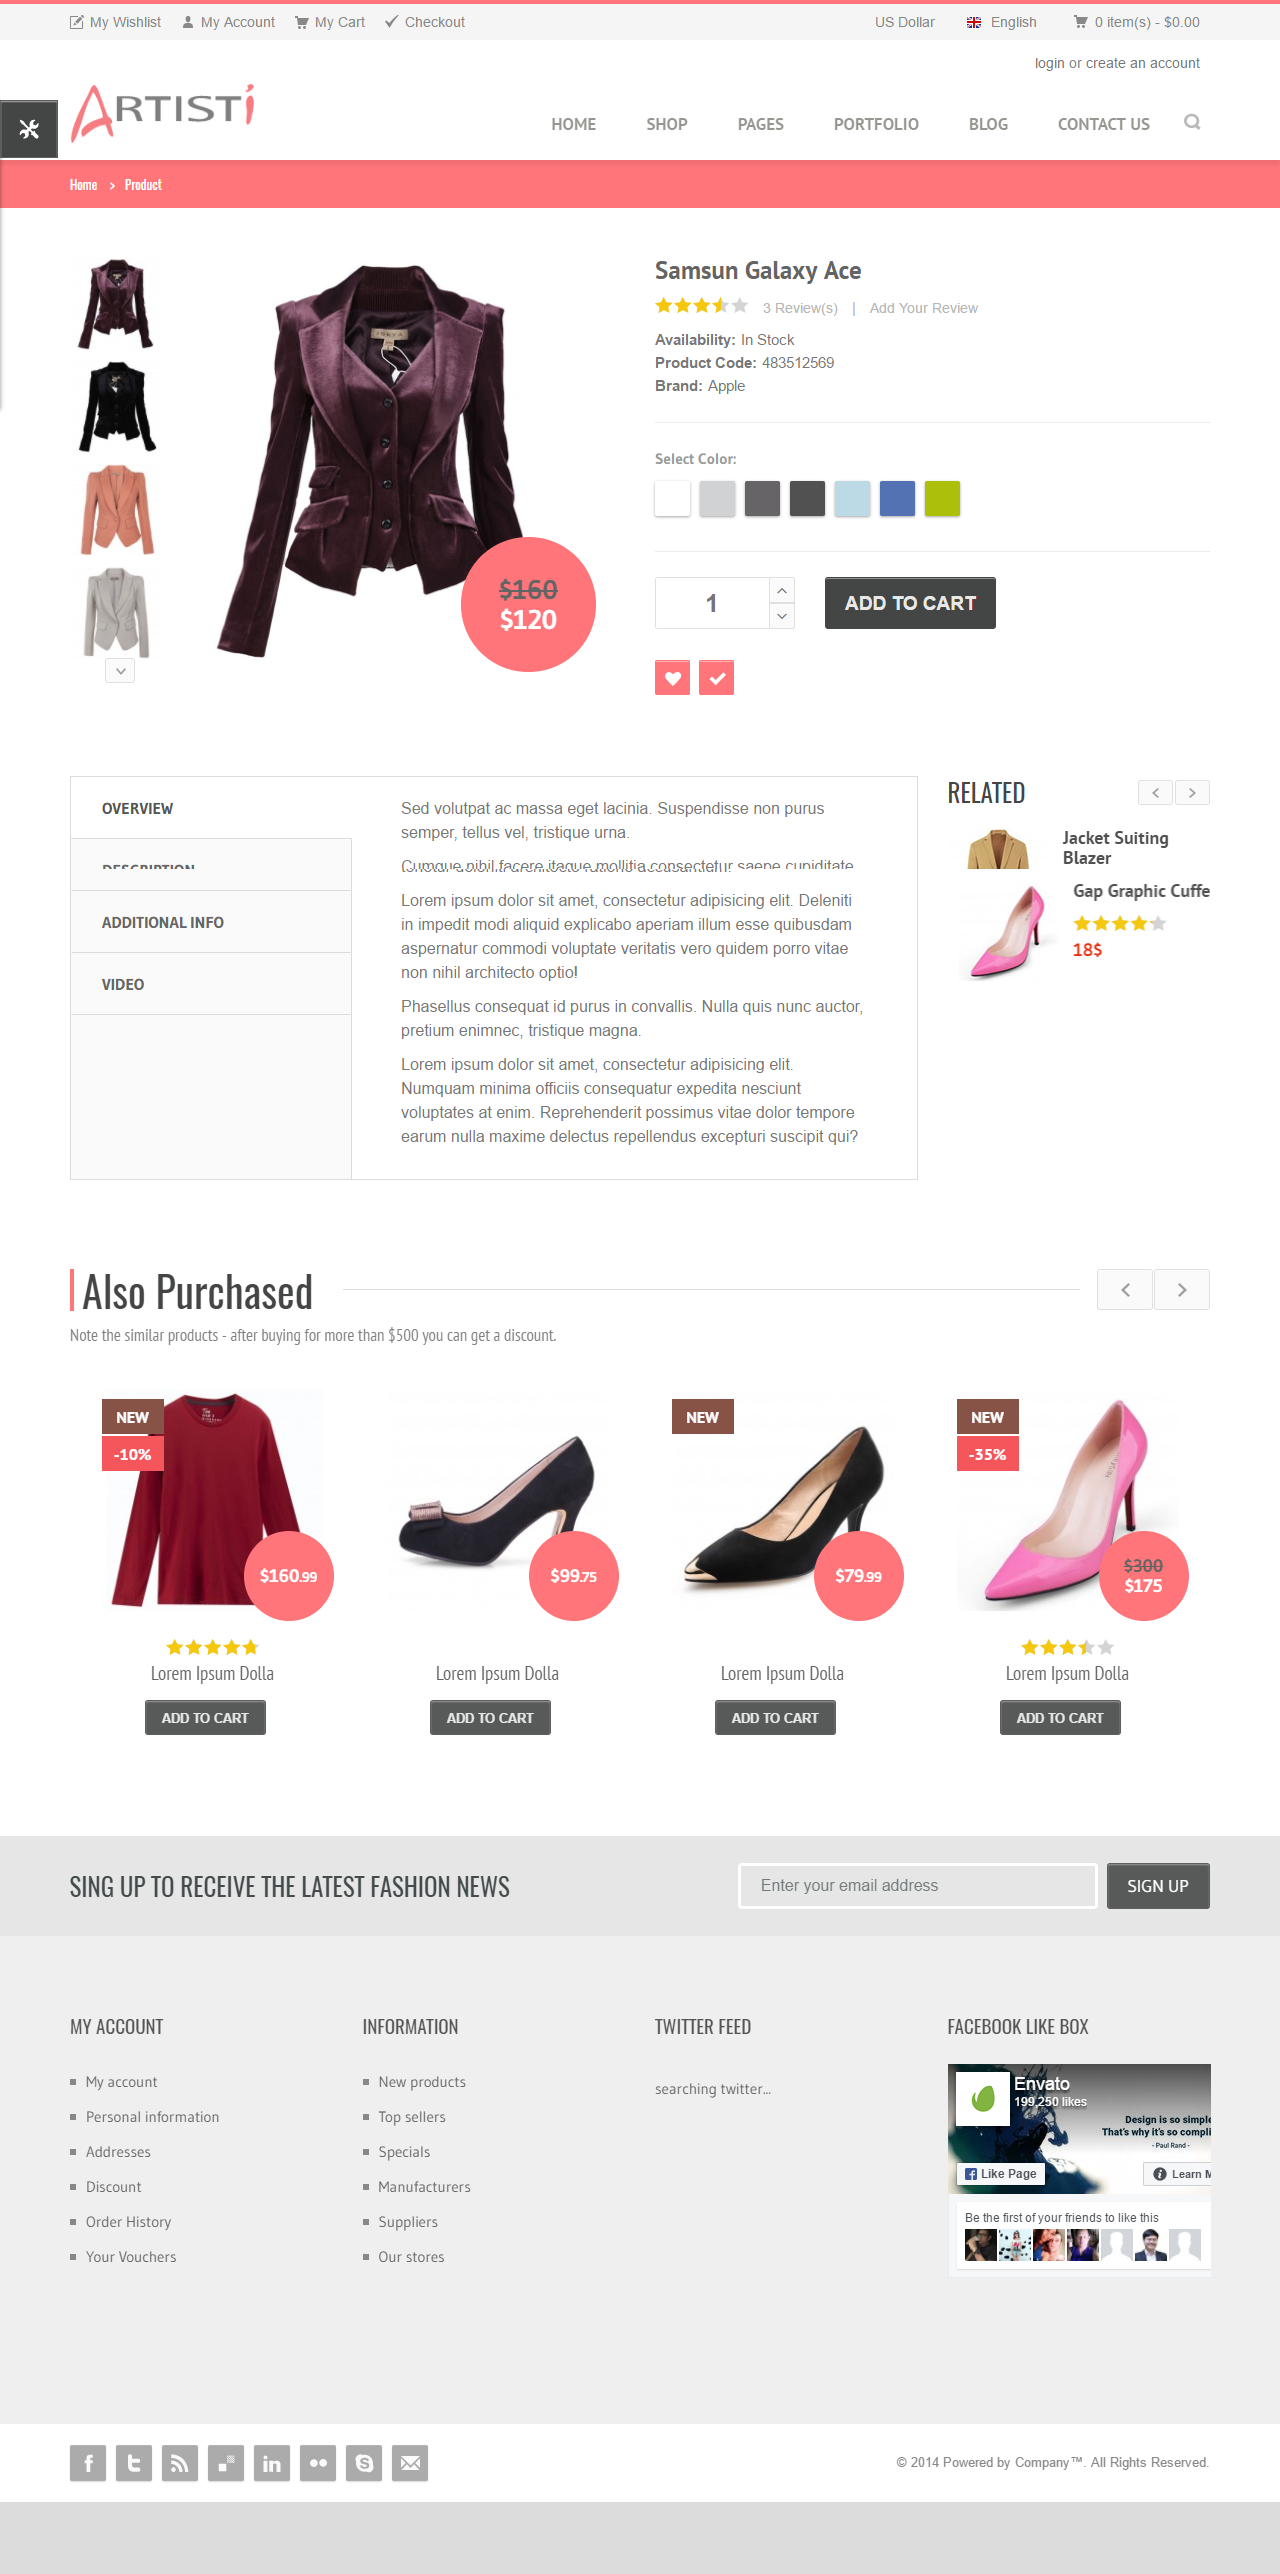 My Wishlist My Account My Cart Checkout US Dollar English 0 item(s) - $0.00
login or create an account
ARTISTi
HOME SHOP PAGES PORTFOLIO BLOG CONTACT US
Home > Product
Samsun Galaxy Ace
3 Review(s) | Add Your Review
Availability: In Stock
Product Code: 483512569
Brand: Apple
Select Color:
$160
$120
1 ADD TO CART
OVERVIEW
DESCRIPTION
ADDITIONAL INFO
VIDEO
Sed volutpat ac massa eget lacinia. Suspendisse non purus
semper, tellus vel, tristique urna.
Cumque nihil facere itaque mollitia consectetur saepe cupiditate
Lorem ipsum dolor sit amet, consectetur adipisicing elit. Deleniti
in impedit modi aliquid explicabo aperiam illum esse quibusdam
aspernatur commodi voluptate veritatis vero quidem porro vitae
non nihil architecto optio!
Phasellus consequat id purus in convallis. Nulla quis nunc auctor,
pretium enimnec, tristique magna.
Lorem ipsum dolor sit amet, consectetur adipisicing elit.
Numquam minima officiis consequatur expedita nesciunt
voluptates at enim. Reprehenderit possimus vitae dolor tempore
earum nulla maxime delectus repellendus excepturi suscipit qui?
RELATED
Jacket Suiting
Blazer
Gap Graphic Cuffe
18$
Also Purchased
Note the similar products - after buying for more than $500 you can get a discount.
NEW
-10%
$160.99
Lorem Ipsum Dolla
ADD TO CART
$99.75
Lorem Ipsum Dolla
ADD TO CART
NEW
$79.99
Lorem Ipsum Dolla
ADD TO CART
NEW
-35%
$300
$175
Lorem Ipsum Dolla
ADD TO CART
SING UP TO RECEIVE THE LATEST FASHION NEWS
Enter your email address
SIGN UP
MY ACCOUNT
My account
Personal information
Addresses
Discount
Order History
Your Vouchers
INFORMATION
New products
Top sellers
Specials
Manufacturers
Suppliers
Our stores
TWITTER FEED
searching twitter...
FACEBOOK LIKE BOX
Envato
199,250 likes
Design is so simple
That's why it's so compli
- Paul Rand -
Like Page
Learn M
Be the first of your friends to like this
© 2014 Powered by Company™. All Rights Reserved.